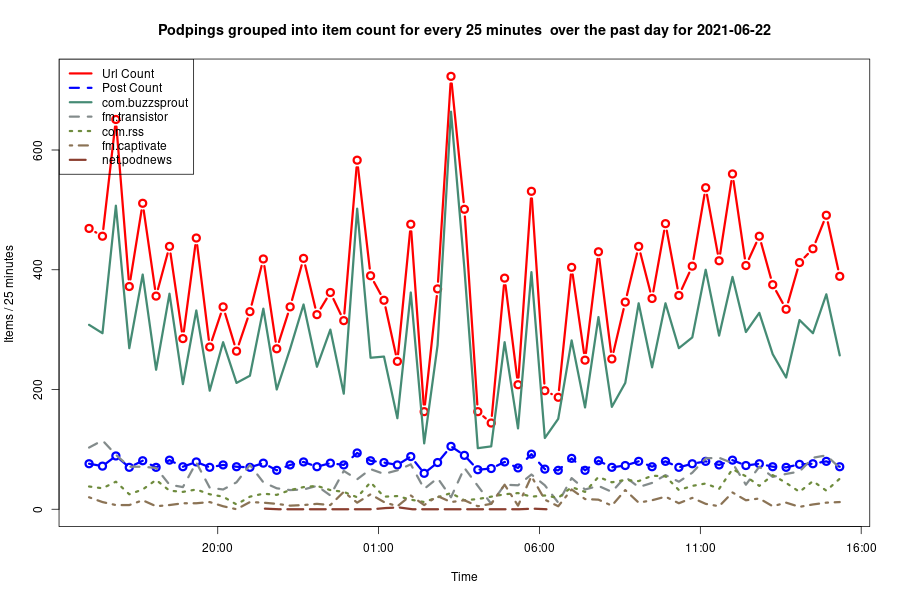 Podpings grouped into item count for every 25 minutes  over the past day for 2021-06-22
Url Count
Post Count
com.buzzsprout
fm.transistor
com.rss
fm.captivate
net.podnews
Items / 25 minutes
600
400
200
0
20:00
01:00
06:00
11:00
16:00
Time